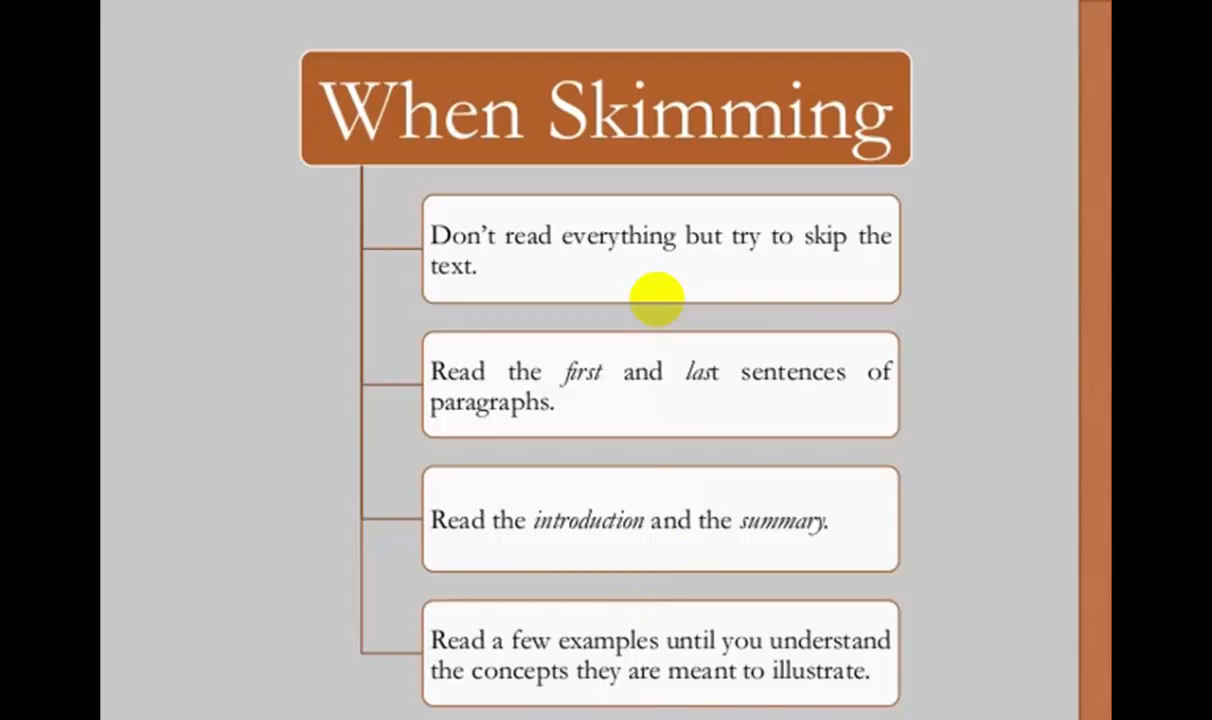 When Skimming
Don't read everything but try to skip the
text.
Read the first and last sentences of
paragraphs.
Read the introduction and the summary.
Read a few examples until you understand
the concepts they are meant to illustrate.